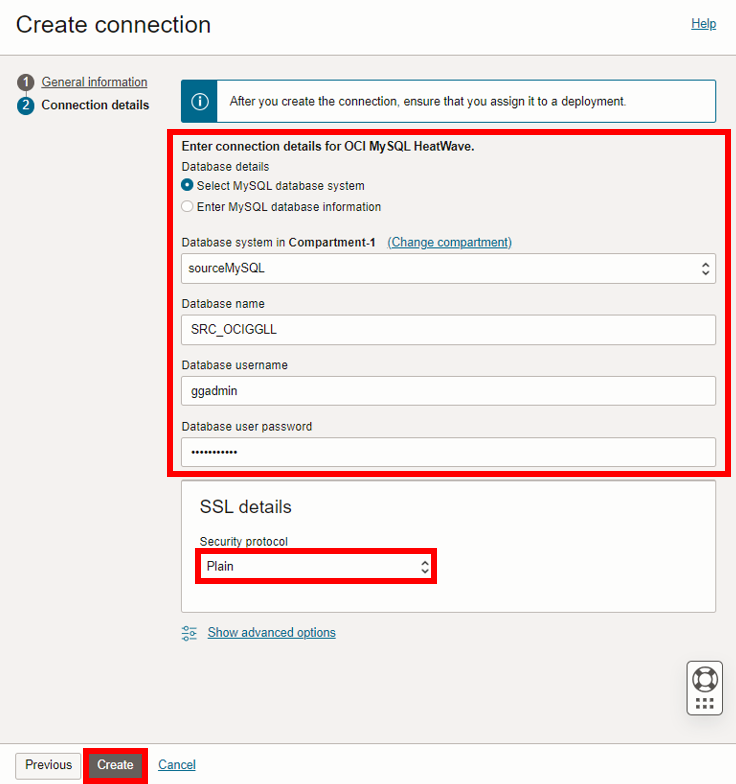 Create connection
Help
1 General information
2 Connection details
After you create the connection, ensure that you assign it to a deployment.
Enter connection details for OCI MySQL HeatWave.
Database details
Select MySQL database system
Enter MySQL database information
Database system in Compartment-1 (Change compartment)
sourceMySQL
Database name
SRC_OCIGGLL
Database username
ggadmin
Database user password
•••••••••••
SSL details
Security protocol
Plain
Show advanced options
Previous Create Cancel